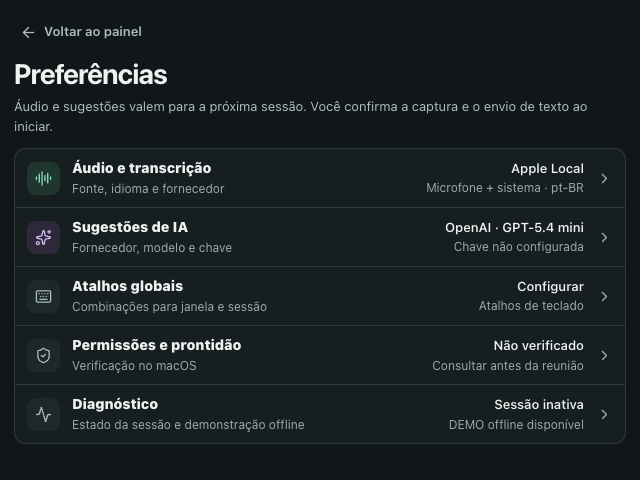 Voltar ao painel
Preferências
Áudio e sugestões valem para a próxima sessão. Você confirma a captura e o envio de texto ao
iniciar.
Áudio e transcrição
Apple Local
Fonte, idioma e fornecedor
Microfone + sistema · pt-BR
Sugestões de IA
OpenAI · GPT-5.4 mini
Fornecedor, modelo e chave
Chave não configurada
Atalhos globais
Configurar
Combinações para janela e sessão
Atalhos de teclado
Permissões e prontidão
Não verificado
Verificação no macOS
Consultar antes da reunião
Diagnóstico
Sessão inativa
Estado da sessão e demonstração offline
DEMO offline disponível